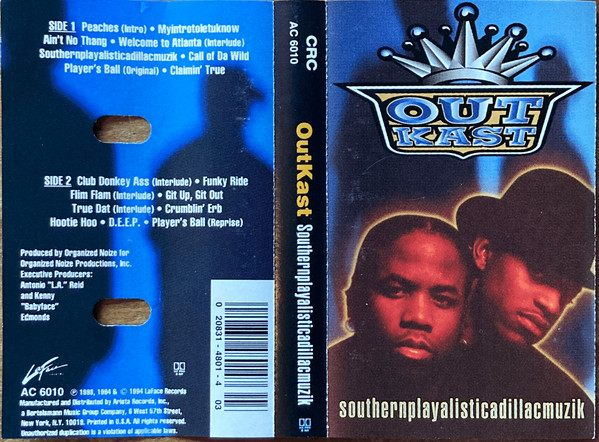 SIDE 1 Peaches (Intro) • Myintrotoletuknow
Ain't No Thang • Welcome to Atlanta (Interlude)
Southernplayalisticadillacmuzik • Call of Da Wild
Player's Ball (Original) • Claimin' True
SIDE 2 Club Donkey Ass (Interlude) • Funky Ride
Flim Flam (Interlude) • Git Up, Git Out
True Dat (Interlude) • Crumblin' Erb
Hootie Hoo • D.E.E.P. • Player's Ball (Reprise)
Produced by Organized Noize for
Organized Noize Productions, Inc.
Executive Producers:
Antonio "L.A." Reid
and Kenny
"Babyface"
Edmonds
LaFace
AC 6010 ℗ 1993, 1994 & © 1994 LaFace Records
Manufactured and Distributed by Arista Records, Inc.,
a Bertelsmann Music Group Company, 6 West 57th Street,
New York, N.Y. 10019. Printed in U.S.A. All rights reserved.
Unauthorized duplication is a violation of applicable laws.
0 20831-4801-4 03
CRC
AC 6010
OutKast Southernplayalisticadillacmuzik
OUT
KAST
southernplayalisticadillacmuzik